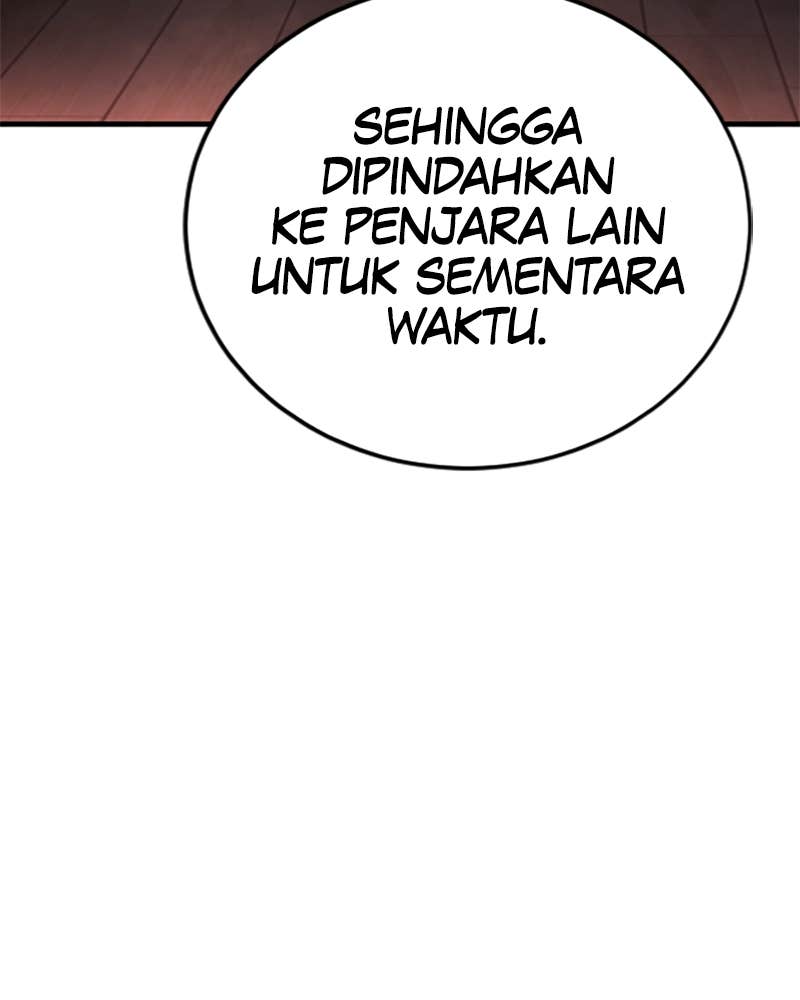 SEHINGGA
DIPINDAHKAN
KE PENJARA LAIN
UNTUK SEMENTARA
WAKTU.